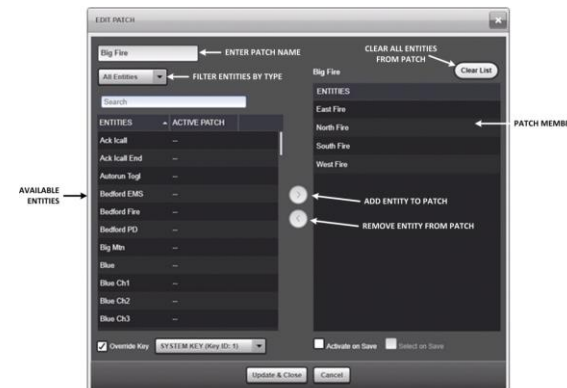 EDIT PATCH
Big Fire
ENTER PATCH NAME
CLEAR ALL ENTITIES
FROM PATCH
All Entities
FILTER ENTITIES BY TYPE
Big Fire
Clear List
Search
ENTITIES
ENTITIES ACTIVE PATCH
East Fire
Ack Icall --
North Fire
PATCH MEMB
Ack Icall End --
South Fire
Autorun Togl --
West Fire
AVAILABLE
ENTITIES
Bedford EMS --
ADD ENTITY TO PATCH
Bedford Fire --
REMOVE ENTITY FROM PATCH
Bedford PD --
Big Mtn --
Blue --
Blue Ch1 --
Blue Ch2 --
Blue Ch3 --
Override Key SYSTEM KEY (Key ID: 1)
Activate on Save Select on Save
Update & Close Cancel